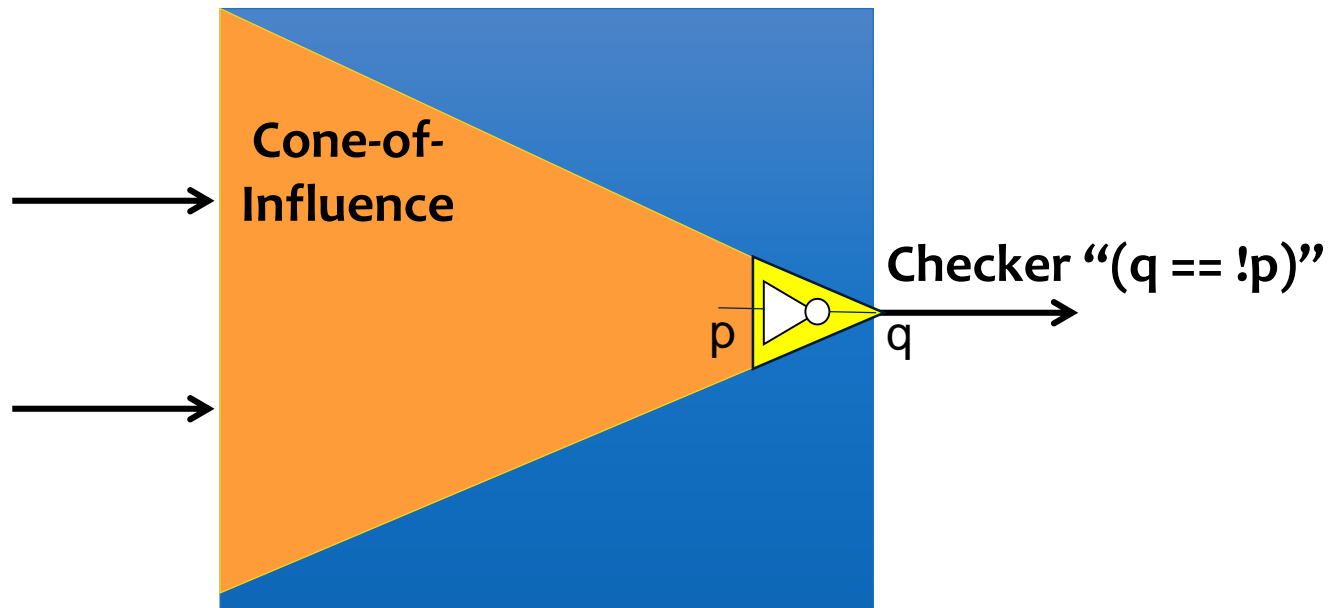 Cone-of-
Influence
Checker “(q == !p)”
p
q